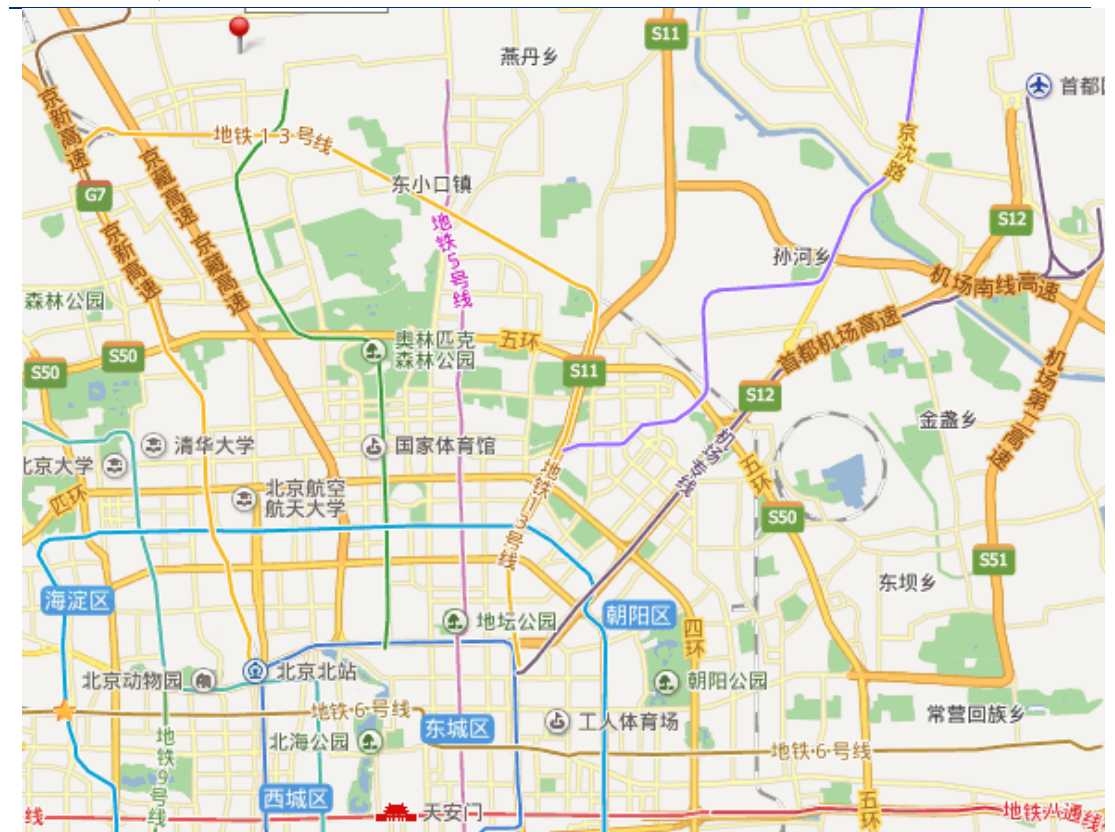 S11
燕丹乡
首都
京新高速
地铁13号线
京藏高速
京沈路
G7
东小口镇
地铁5号线
S12
京新高速
京藏高速
孙河乡
机场南线高速
森林公园
首都机场高速
奥林匹克
森林公园
五环
S50
S50
S11
S12
机场第二高速
金盏乡
清华大学
国家体育馆
机场专线
北京大学
五环
四环
北京航空
航天大学
地铁13号线
S50
S51
东坝乡
海淀区
地坛公园
朝阳区
四环
北京动物园
北京北站
朝阳公园
地铁·6·号线
东城区
工人体育场
常营回族乡
北海公园
地铁·6·号线
地铁9号线
西城区
天安门
五环
线
地铁八通线